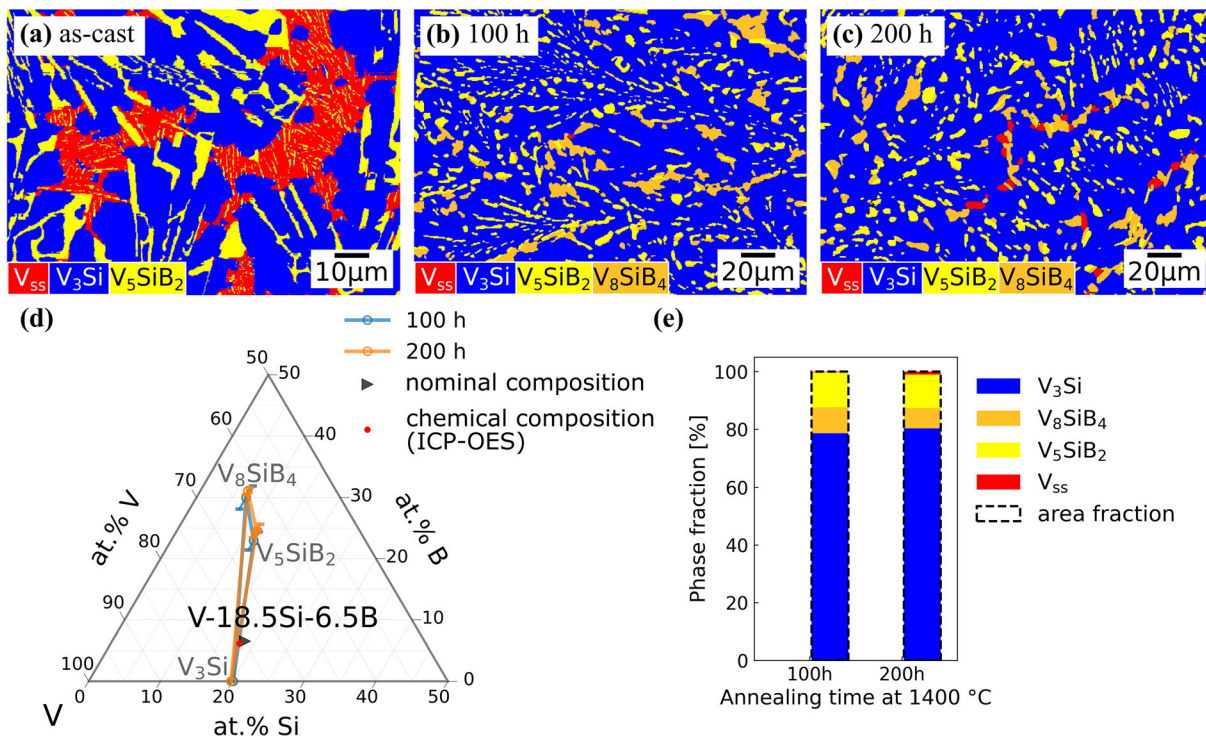 (a) as-cast
(b) 100 h
(c) 200 h
10μm
20μm
20μm
Vss V₃Si V₅SiB₂
Vss V₃Si V₅SiB₂ V₈SiB₄
Vss V₃Si V₅SiB₂ V₈SiB₄
(d)
100 h
200 h
nominal composition
chemical composition
(ICP-OES)
50 50
60 40
70 30
80 20
90 10
100 0
0 10 20 30 40 50
at.% V
at.% B
at.% Si
V
V₈SiB₄
V₅SiB₂
V-18.5Si-6.5B
V₃Si
(e)
Phase fraction [%]
100
80
60
40
20
0
100h 200h
Annealing time at 1400 °C
V₃Si
V₈SiB₄
V₅SiB₂
Vss
area fraction